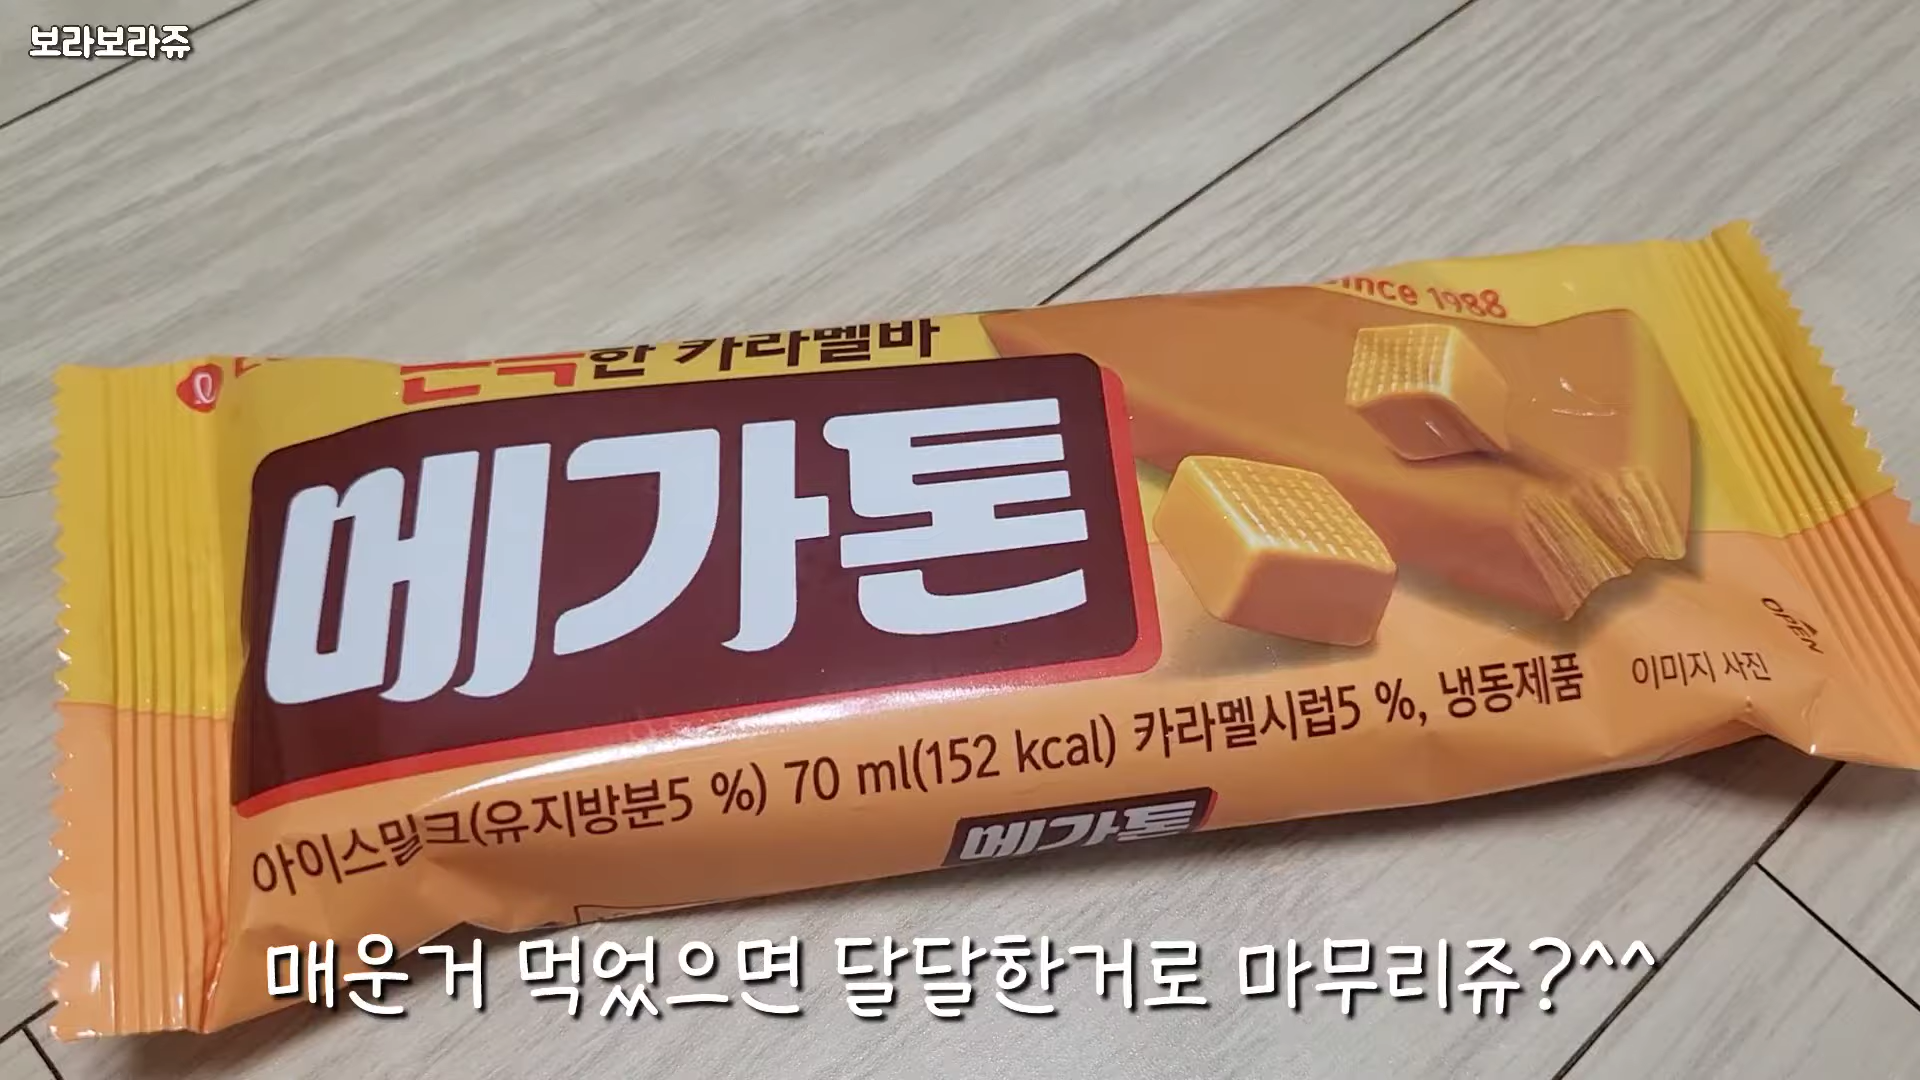 보라보라쥬
since 1988
한 카라멜바
메가톤
OPEN
이미지 사진
아이스밀크(유지방분5 %) 70 ml(152 kcal) 카라멜시럽5 %, 냉동제품
메가톤
매운거 먹었으면 달달한거로 마무리쥬?^^